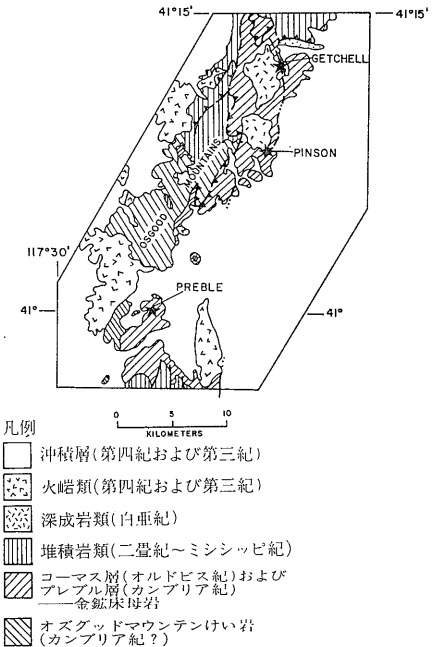 41°15'
41°15'
GETCHELL
PINSON
OSGOOD MOUNTAINS
117°30'
PREBLE
41°
41°
0 5 10
KILOMETERS
凡例
沖積層(第四紀および第三紀)
火嵓類(第四紀および第三紀)
深成岩類(白亜紀)
堆積岩類(二畳紀~ミシシッピ紀)
コーマス層(オルドビス紀)および
プレブル層(カンブリア紀)
——金鉱床母岩
オズグッドマウンテンけい岩
(カンブリア紀?)